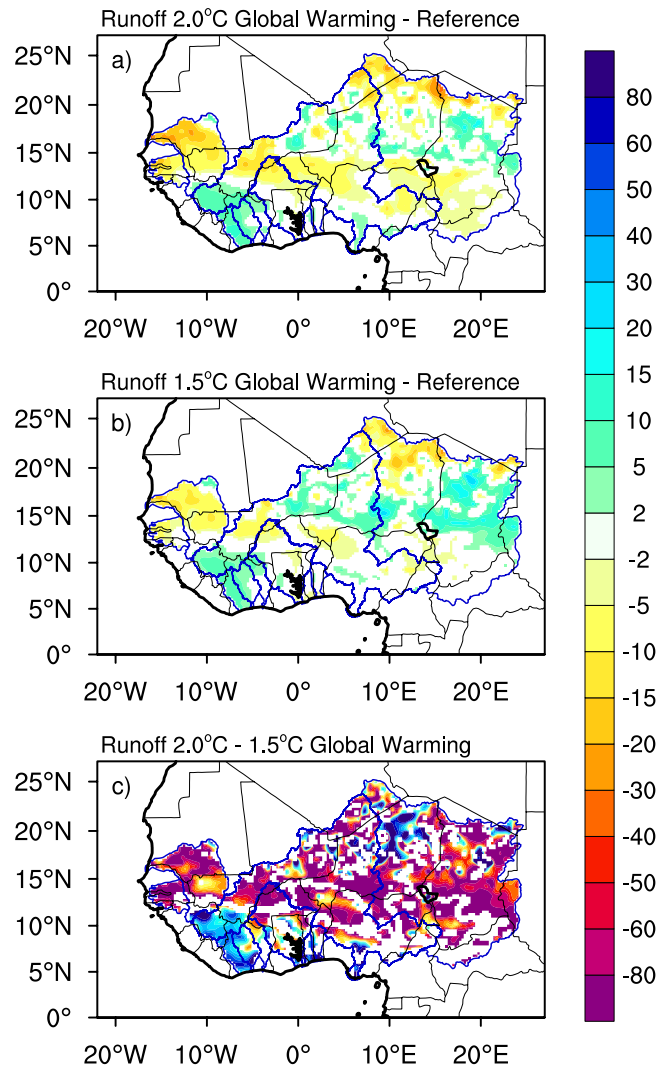 Runoff 2.0°C Global Warming - Reference
a)
25°N
20°N
15°N
10°N
5°N
0°
20°W 10°W 0° 10°E 20°E
Runoff 1.5°C Global Warming - Reference
b)
25°N
20°N
15°N
10°N
5°N
0°
20°W 10°W 0° 10°E 20°E
Runoff 2.0°C - 1.5°C Global Warming
c)
25°N
20°N
15°N
10°N
5°N
0°
20°W 10°W 0° 10°E 20°E
80
60
50
40
30
20
15
10
5
2
-2
-5
-10
-15
-20
-30
-40
-50
-60
-80